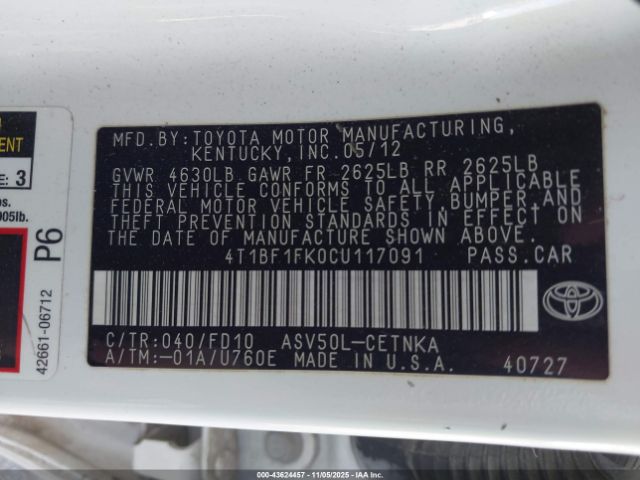 MFD.BY:TOYOTA MOTOR MANUFACTURING,
KENTUCKY,INC.05/12
GVWR 4630LB GAWR FR 2625LB RR 2625LB
THIS VEHICLE CONFORMS TO ALL APPLICABLE
FEDERAL MOTOR VEHICLE SAFETY, BUMPER,AND
THEFT PREVENTION STANDARDS IN EFFECT ON
THE DATE OF MANUFACTURE SHOWN ABOVE.
4T1BF1FK0CU117091 PASS.CAR
C/TR:040/FD10 ASV50L-CETNKA
A/TM:-01A/U760E MADE IN U.S.A.
40727
TOYOTA
E: 3
905lb.
P6
42661-06712
00-43624457 - 11/05/2025 - IAA Inc.